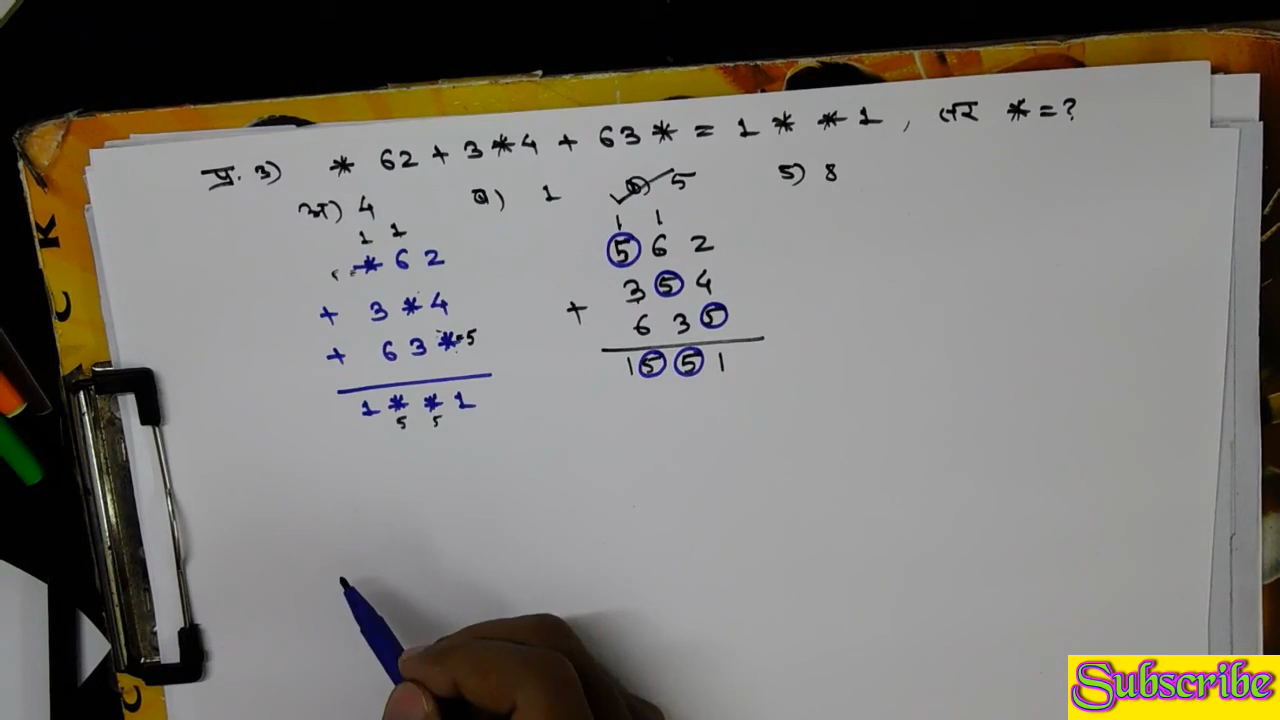 प्र. 3) * 62 + 3*4 + 63* = 1 * *1 , तर * = ?
अ) 4 ब) 1 क) 5 ड) 8
1 1
* 62
+ 3 * 4
+ 63*=5
1 * * 1
5 5
1 1
5 6 2
3 5 4
+ 6 3 5
1 5 5 1
Subscribe